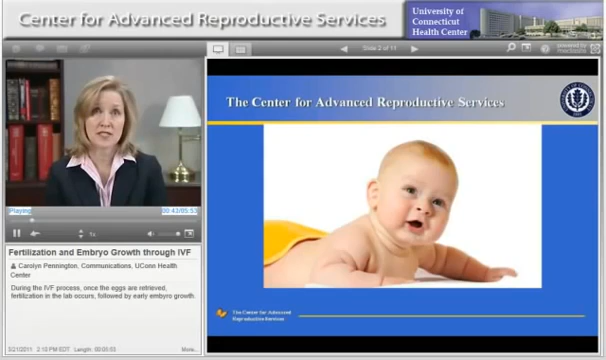 Center for Advanced Reproductive Services
University of
Connecticut
Health Center
Slide 2 of 11
powered by
The Center for Advanced Reproductive Services
Playing
00:43/05:53
1x
Fertilization and Embryo Growth through IVF
Carolyn Pennington, Communications, UConn Health
Center
During the IVF process, once the eggs are retrieved,
fertilization in the lab occurs, followed by early embyro growth.
The Center for Advanced
Reproductive Services
3/21/2011 2:10 PM EDT Length: 00:05:53
More...